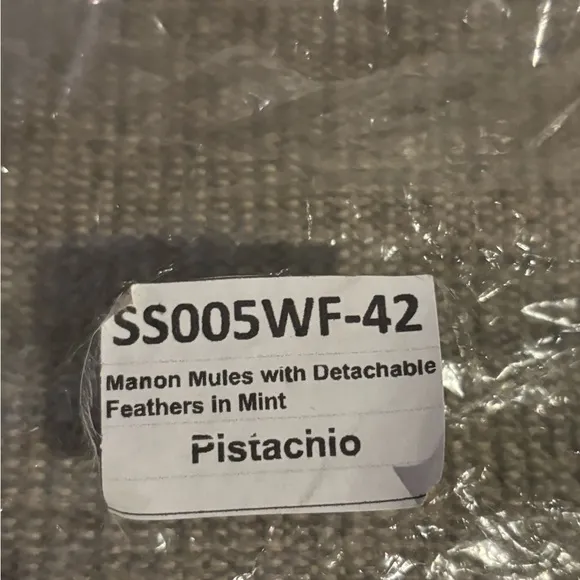 SS005WF-42
Manon Mules with Detachable
Feathers in Mint
Pistachio